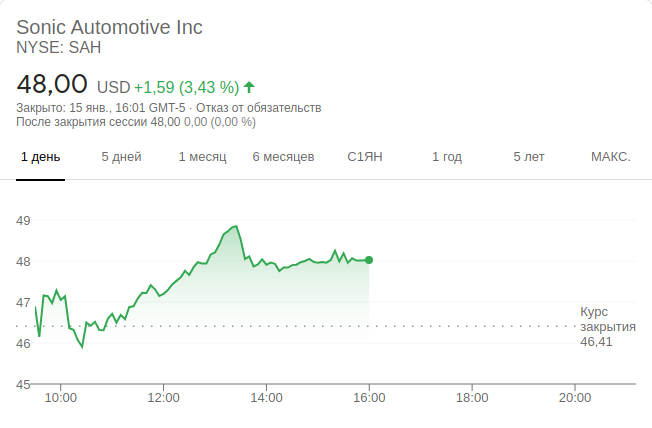 Sonic Automotive Inc
NYSE: SAH
48,00 USD +1,59 (3,43 %)
Закрыто: 15 янв., 16:01 GMT-5 · Отказ от обязательств
После закрытия сессии 48,00 0,00 (0,00 %)
1 день 5 дней 1 месяц 6 месяцев С1ЯН 1 год 5 лет МАКС.
49
48
47
Курс
закрытия
46,41
46
45
10:00 12:00 14:00 16:00 18:00 20:00